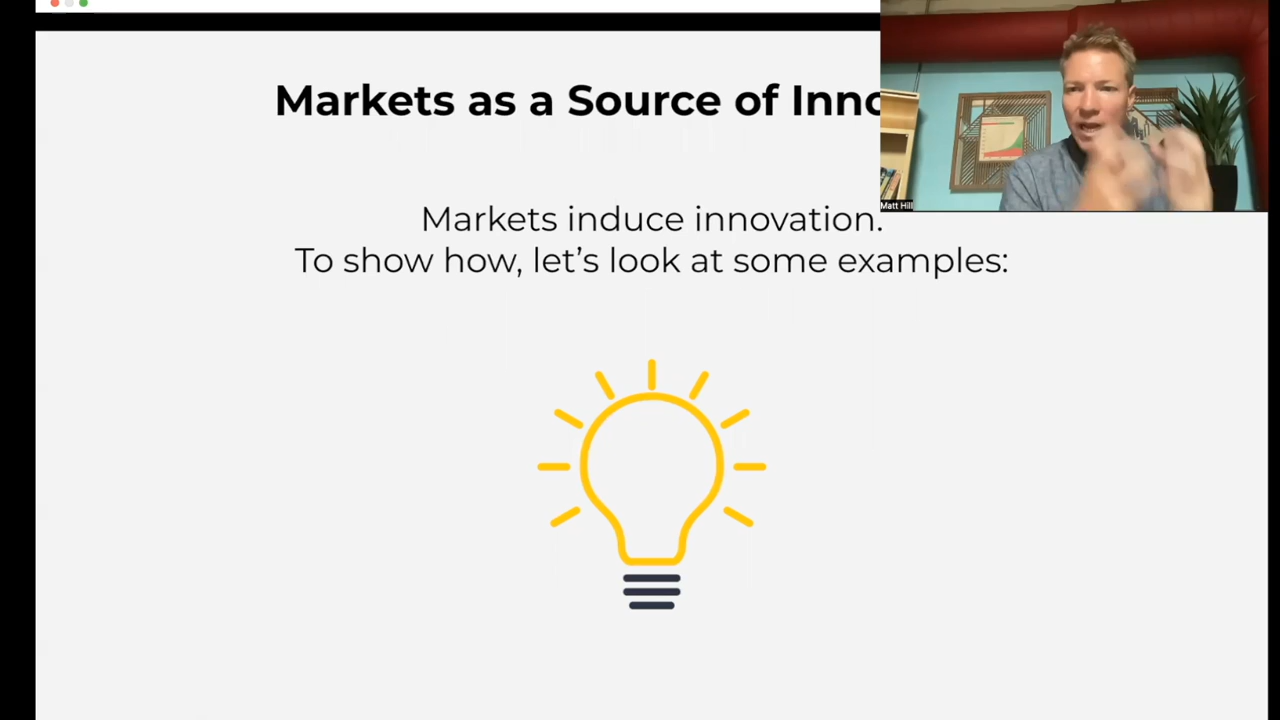 Markets as a Source of Inno
Matt Hill
Markets induce innovation.
To show how, let’s look at some examples: